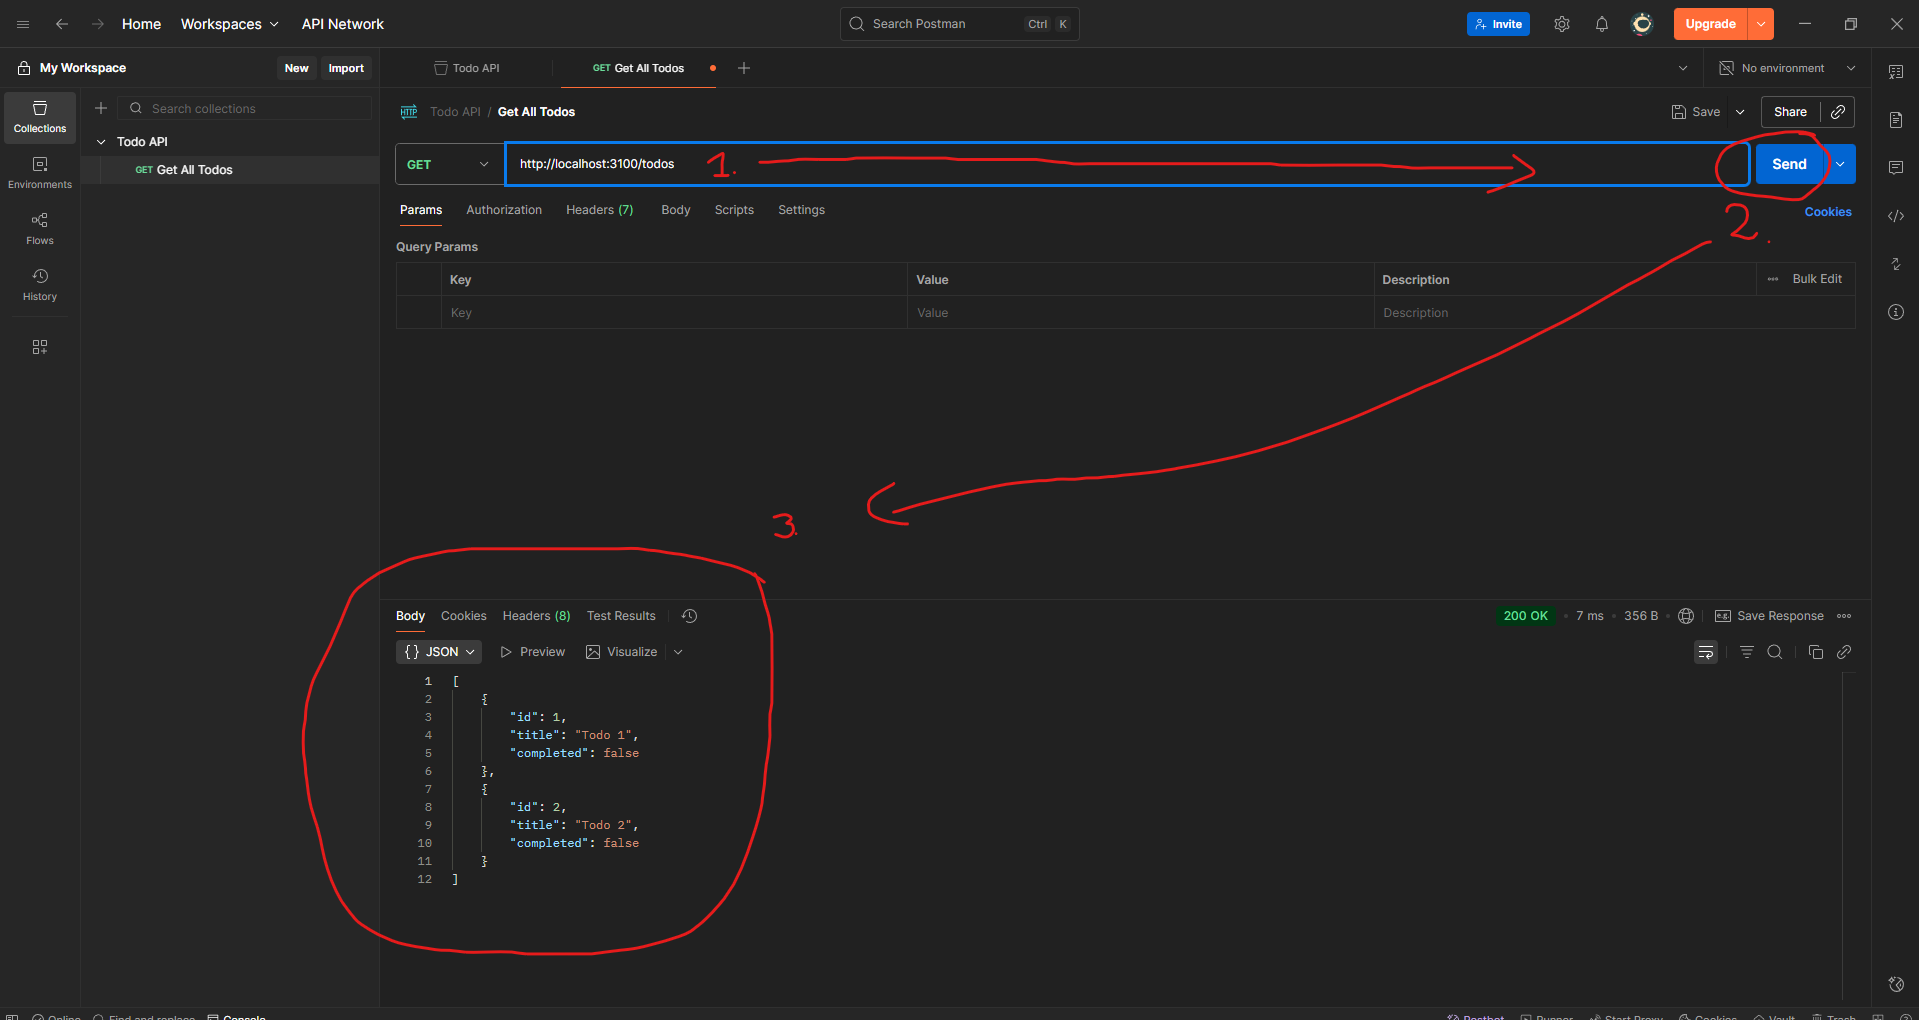 Home Workspaces API Network Search Postman Ctrl K Invite Upgrade
My Workspace New Import Todo API GET Get All Todos No environment
Collections Search collections HTTP Todo API / Get All Todos Save Share
Todo API
GET Get All Todos
Environments
Flows
History
GET http://localhost:3100/todos 1. Send
2.
Params Authorization Headers (7) Body Scripts Settings Cookies
Query Params
Key Value Description Bulk Edit
Key Value Description
3.
Body Cookies Headers (8) Test Results 200 OK 7 ms 356 B e.g. Save Response
{} JSON Preview Visualize
1 [
2 {
3 "id": 1,
4 "title": "Todo 1",
5 "completed": false
6 },
7 {
8 "id": 2,
9 "title": "Todo 2",
10 "completed": false
11 }
12 ]
Online Find and replace Console Postbot Runner Start Proxy Cookies Vault Trash